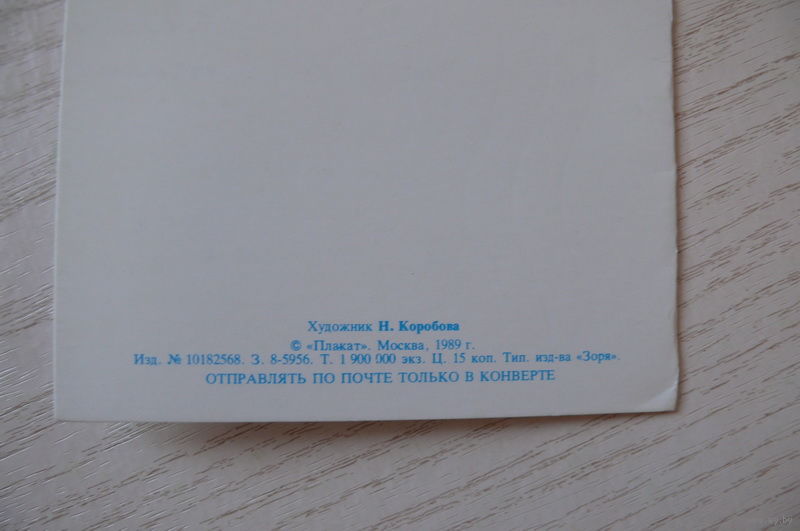 Художник Н. Коробова
© «Плакат». Москва, 1989 г.
Изд. № 10182568. З. 8-5956. Т. 1 900 000 экз. Ц. 15 коп. Тип. изд-ва «Зоря».
ОТПРАВЛЯТЬ ПО ПОЧТЕ ТОЛЬКО В КОНВЕРТЕ